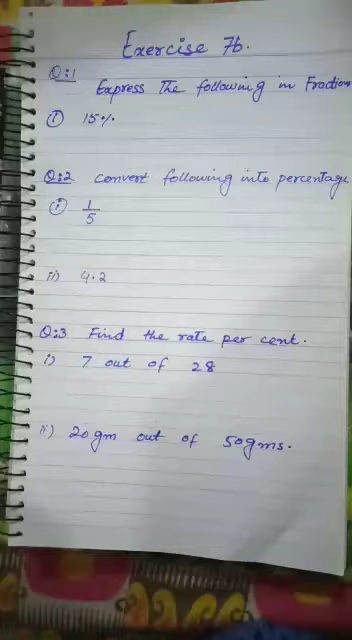 Exercise 7b.
Q:1
Express The following in Fraction
(i) 15%
Q:2 convert following into percentage
(i) 1/5
ii) 4.2
Q:3 Find the rate per cent.
i) 7 out of 28
ii) 20gm out of 50gms.